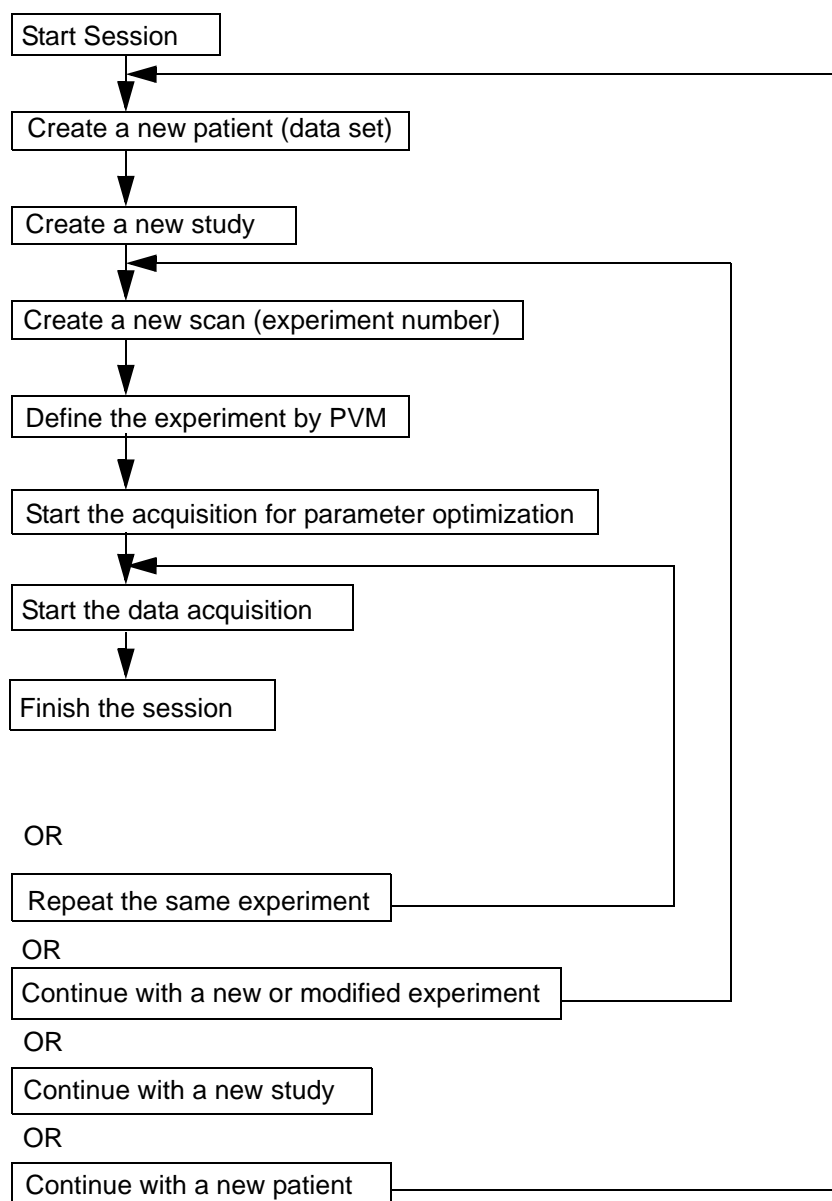 Start Session
Create a new patient (data set)
Create a new study
Create a new scan (experiment number)
Define the experiment by PVM
Start the acquisition for parameter optimization
Start the data acquisition
Finish the session
OR
Repeat the same experiment
OR
Continue with a new or modified experiment
OR
Continue with a new study
OR
Continue with a new patient